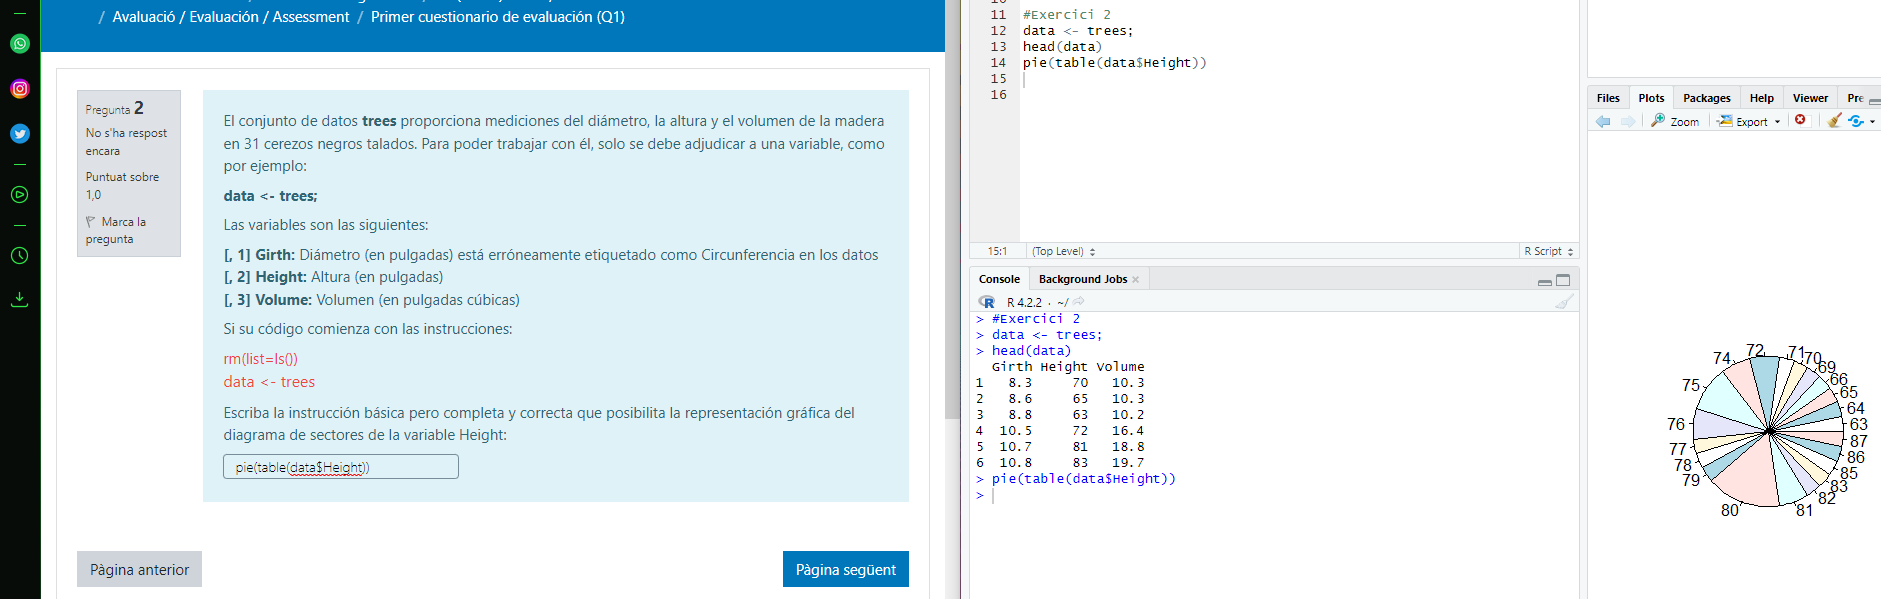 / Avaluació / Evaluación / Assessment / Primer cuestionario de evaluación (Q1)
Pregunta 2
No s'ha respost
encara
Puntuat sobre
1,0
Marca la
pregunta
El conjunto de datos trees proporciona mediciones del diámetro, la altura y el volumen de la madera
en 31 cerezos negros talados. Para poder trabajar con él, solo se debe adjudicar a una variable, como
por ejemplo:
data <- trees;
Las variables son las siguientes:
[, 1] Girth: Diámetro (en pulgadas) está erróneamente etiquetado como Circunferencia en los datos
[, 2] Height: Altura (en pulgadas)
[, 3] Volume: Volumen (en pulgadas cúbicas)
Si su código comienza con las instrucciones:
rm(list=ls())
data <- trees
Escriba la instrucción básica pero completa y correcta que posibilita la representación gráfica del
diagrama de sectores de la variable Height:
pie(table(data$Height))
Pàgina anterior
Pàgina següent
11 #Exercici 2
12 data <- trees;
13 head(data)
14 pie(table(data$Height))
15
16
15:1 (Top Level) R Script
Console Background Jobs
R R 4.2.2 · ~/
> #Exercici 2
> data <- trees;
> head(data)
Girth Height Volume
1 8.3 70 10.3
2 8.6 65 10.3
3 8.8 63 10.2
4 10.5 72 16.4
5 10.7 81 18.8
6 10.8 83 19.7
> pie(table(data$Height))
>
Files Plots Packages Help Viewer Pre
Zoom Export
72
71
70
69
66
65
64
63
87
86
85
83
82
81
80
79
78
77
76
75
74